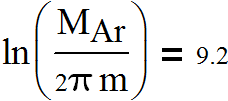 ln(M_Ar / 2π m) = 9.2